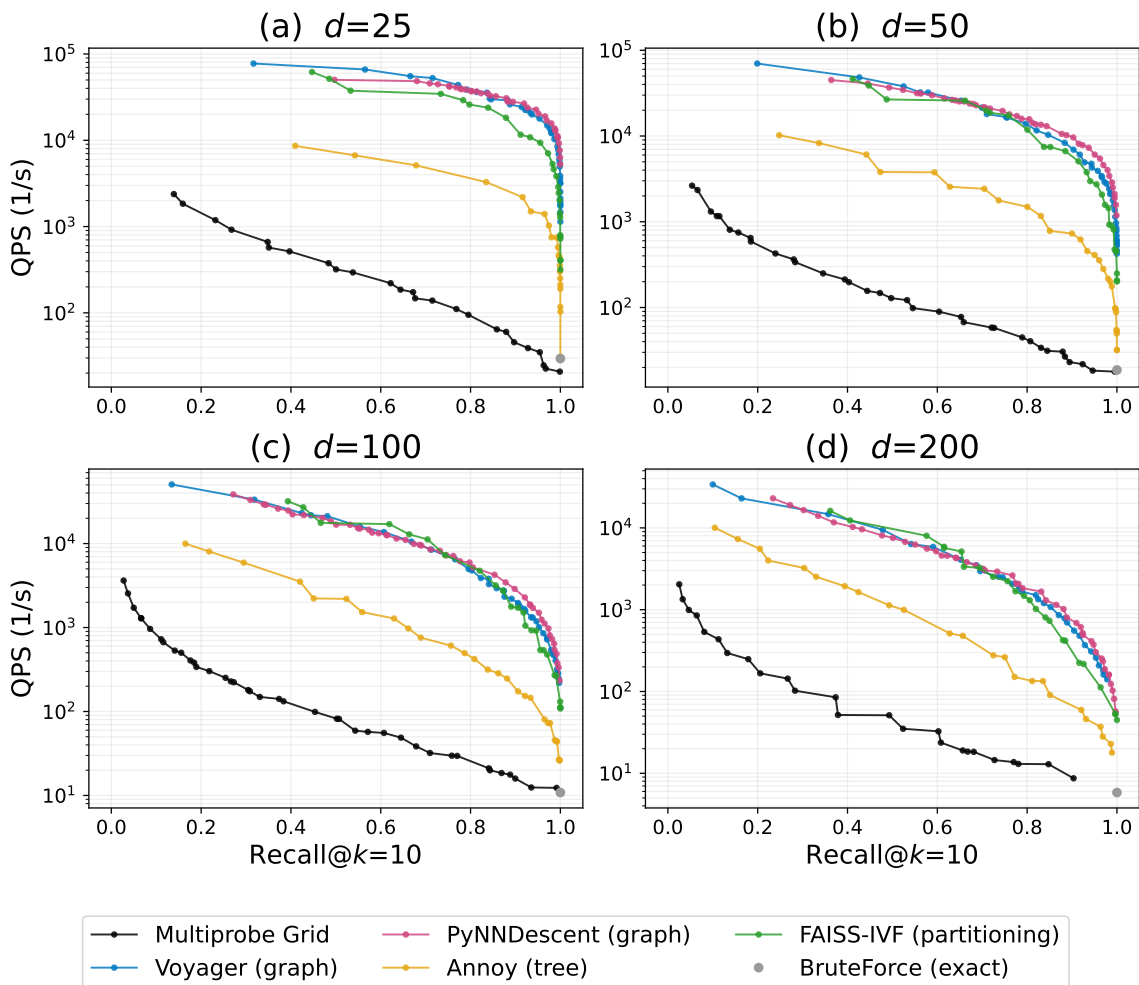 (a) d=25
(b) d=50
QPS (1/s)
10^5
10^4
10^3
10^2
0.0 0.2 0.4 0.6 0.8 1.0
10^5
10^4
10^3
10^2
0.0 0.2 0.4 0.6 0.8 1.0
(c) d=100
(d) d=200
QPS (1/s)
10^4
10^3
10^2
10^1
0.0 0.2 0.4 0.6 0.8 1.0
Recall@k=10
10^4
10^3
10^2
10^1
0.0 0.2 0.4 0.6 0.8 1.0
Recall@k=10
Multiprobe Grid
PyNNDescent (graph)
FAISS-IVF (partitioning)
Voyager (graph)
Annoy (tree)
BruteForce (exact)